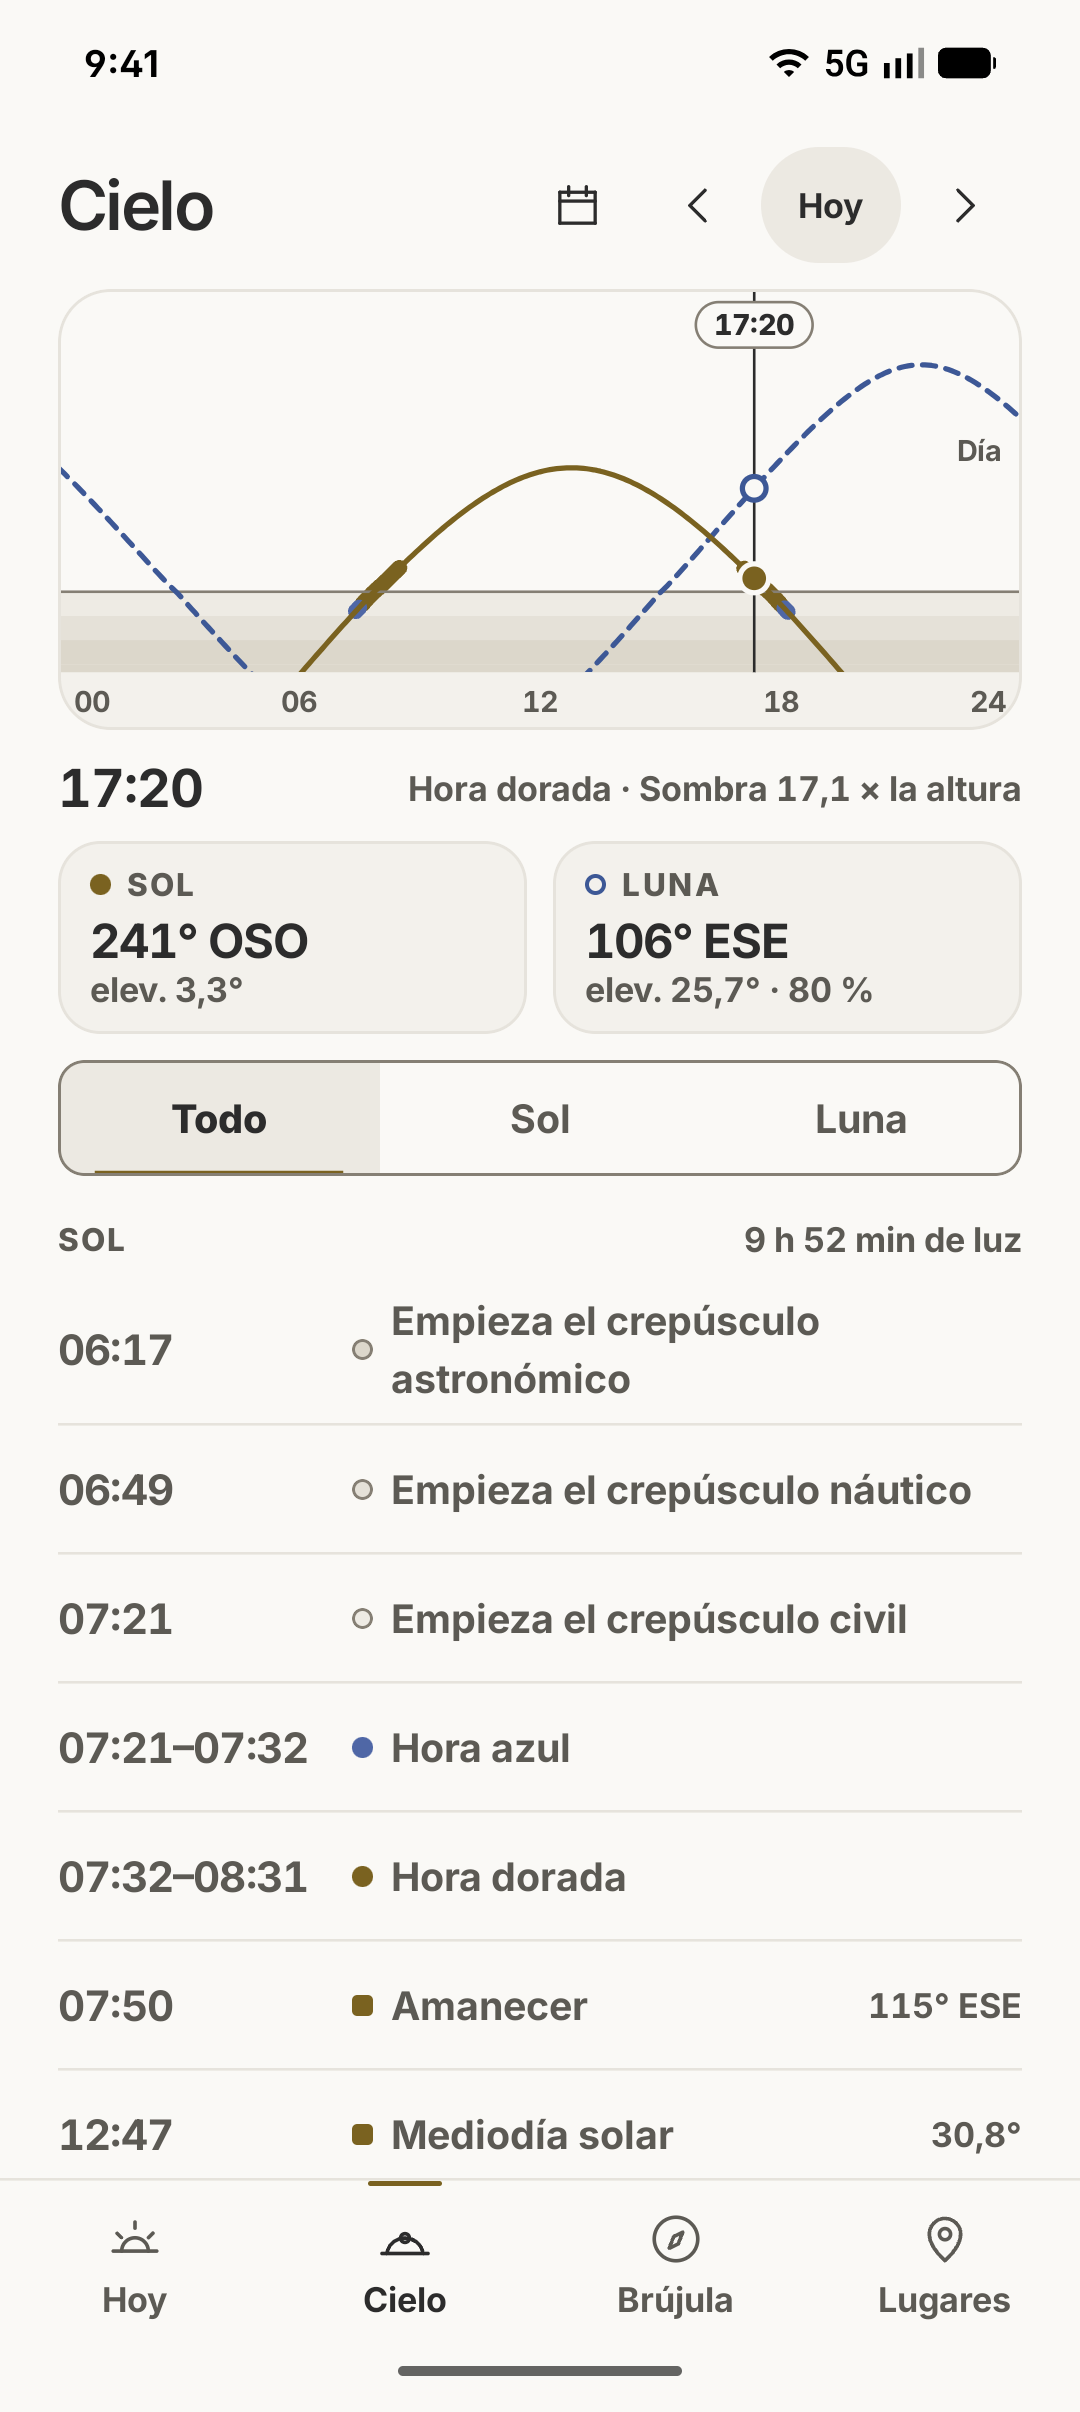 9:41
5G
Cielo
Hoy
17:20
Día
00 06 12 18 24
17:20
Hora dorada · Sombra 17,1 × la altura
SOL
241° OSO
elev. 3,3°
LUNA
106° ESE
elev. 25,7° · 80 %
Todo Sol Luna
SOL
9 h 52 min de luz
06:17 Empieza el crepúsculo
astronómico
06:49 Empieza el crepúsculo náutico
07:21 Empieza el crepúsculo civil
07:21–07:32 Hora azul
07:32–08:31 Hora dorada
07:50 Amanecer 115° ESE
12:47 Mediodía solar 30,8°
Hoy Cielo Brújula Lugares